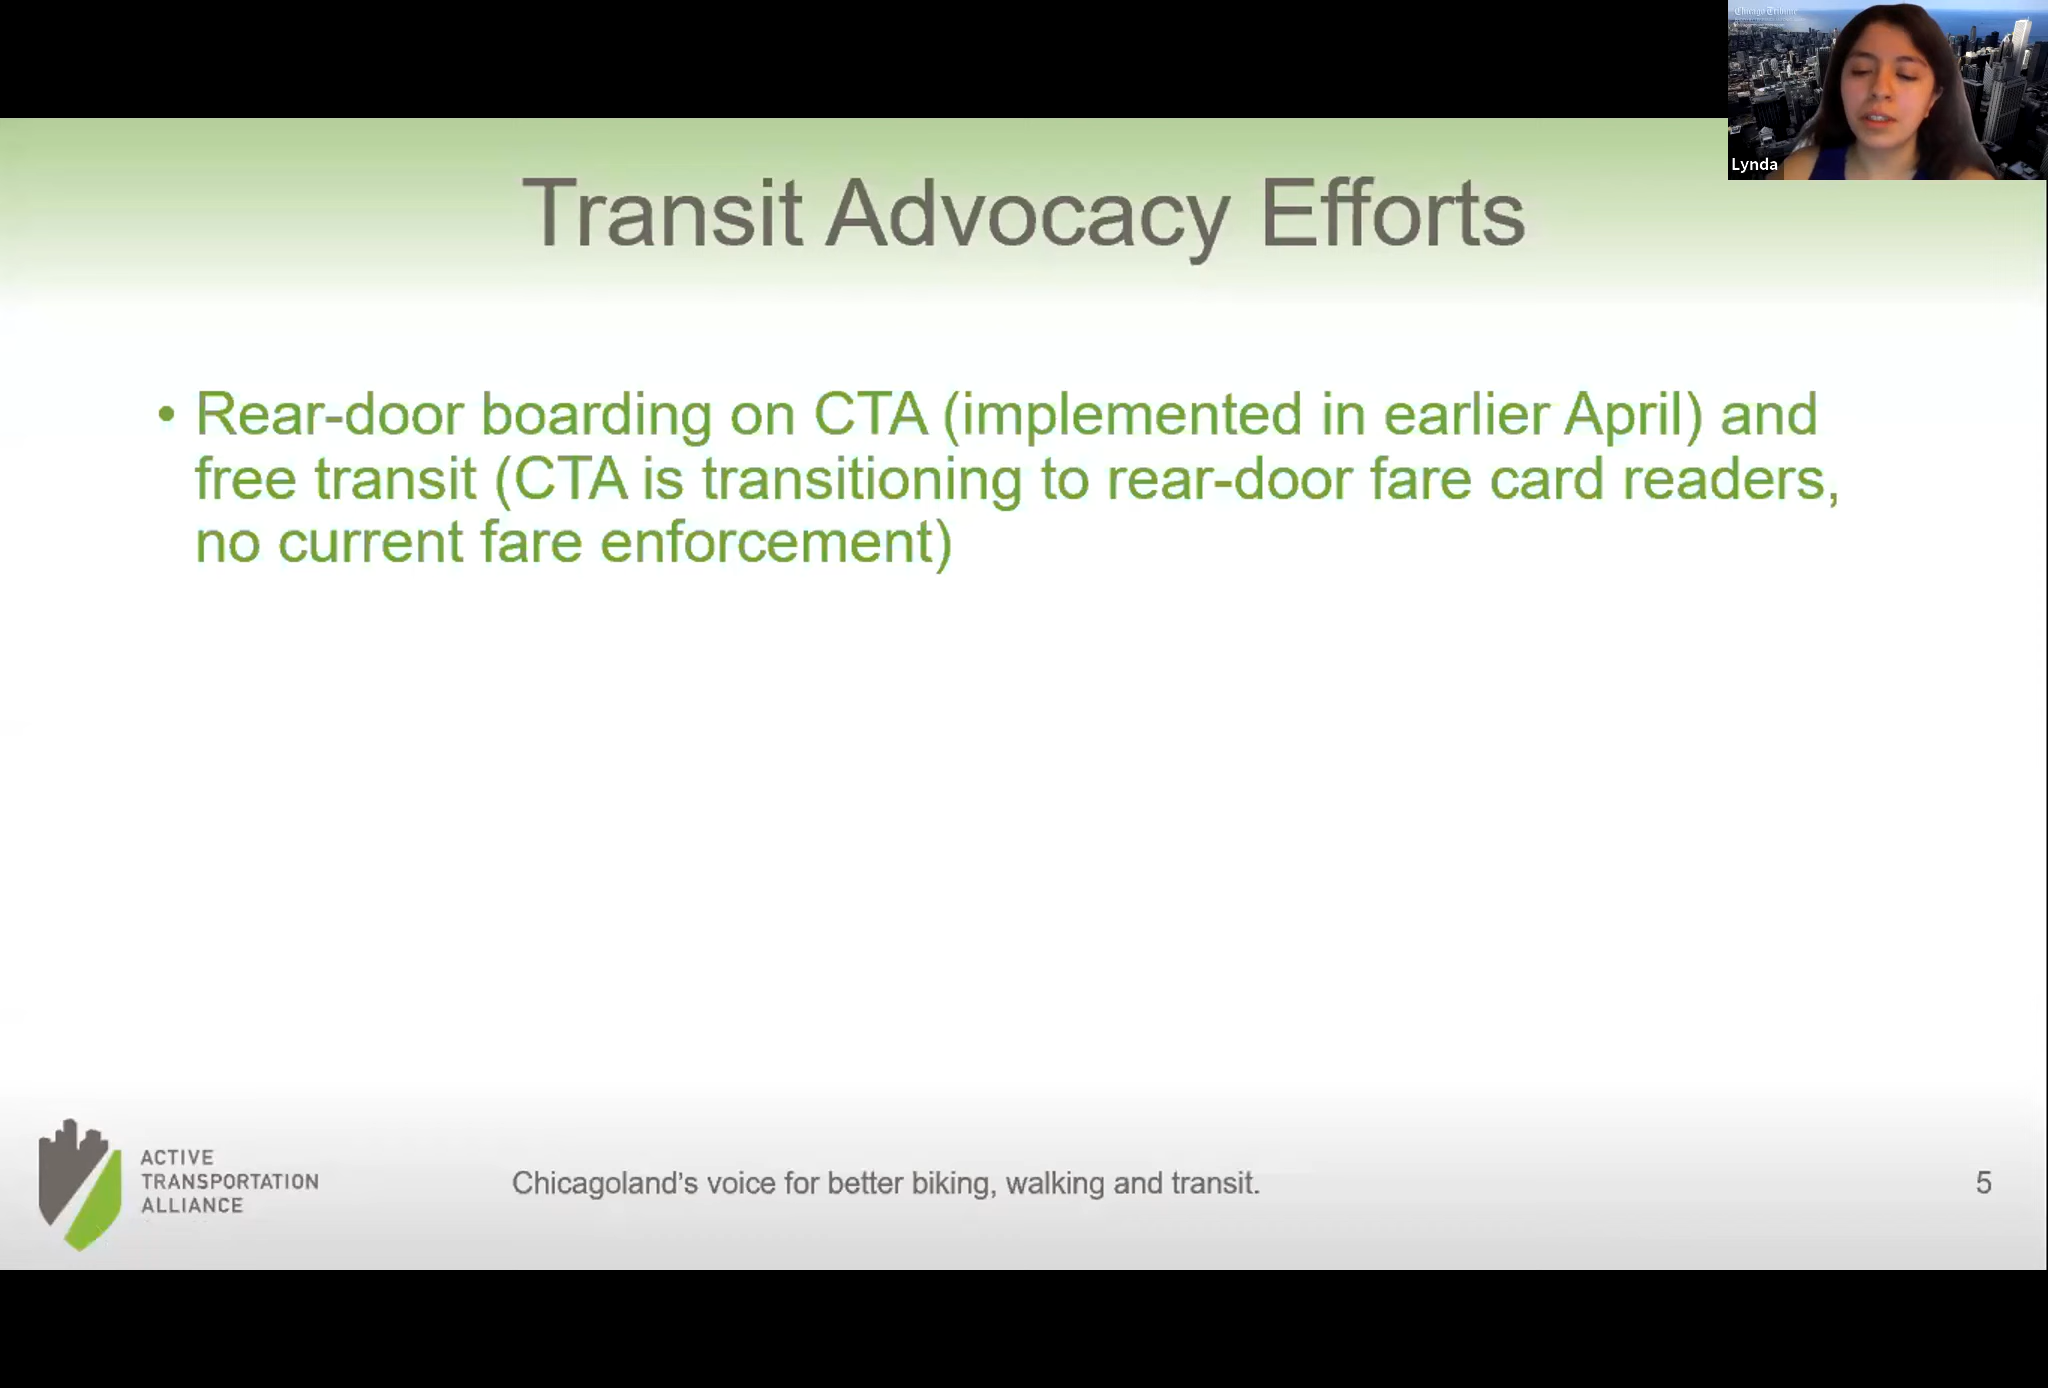 Chicago Tribune
Lynda
Transit Advocacy Efforts
• Rear-door boarding on CTA (implemented in earlier April) and
free transit (CTA is transitioning to rear-door fare card readers,
no current fare enforcement)
ACTIVE
TRANSPORTATION
ALLIANCE
Chicagoland's voice for better biking, walking and transit.
5